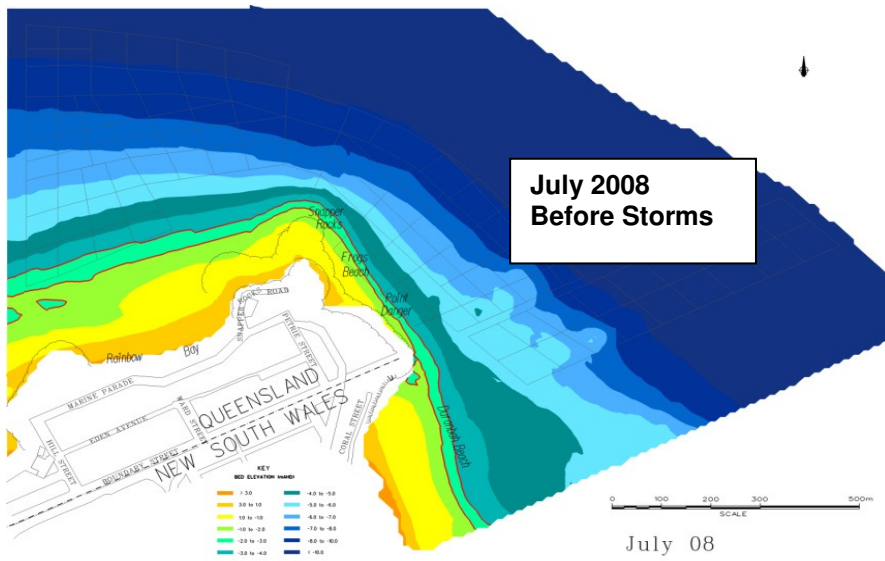 July 2008
Before Storms
Snapper
Rocks
Frogs
Beach
Point
Danger
SNAPPER ROCKS ROAD
PETRIE STREET
Rainbow Bay
MARINE PARADE
EDEN AVENUE
WARD STREET
HILL STREET
BOUNDARY STREET
QUEENSLAND
NEW SOUTH WALES
CORAL STREET
Duranbah Beach
KEY
BED ELEVATION (mAHD)
> 3.0
3.0 to 1.0
1.0 to -1.0
-1.0 to -2.0
-2.0 to -3.0
-3.0 to -4.0
-4.0 to -5.0
-5.0 to -6.0
-6.0 to -7.0
-7.0 to -8.0
-8.0 to -10.0
< -10.0
0 100 200 300 500m
SCALE
July 08